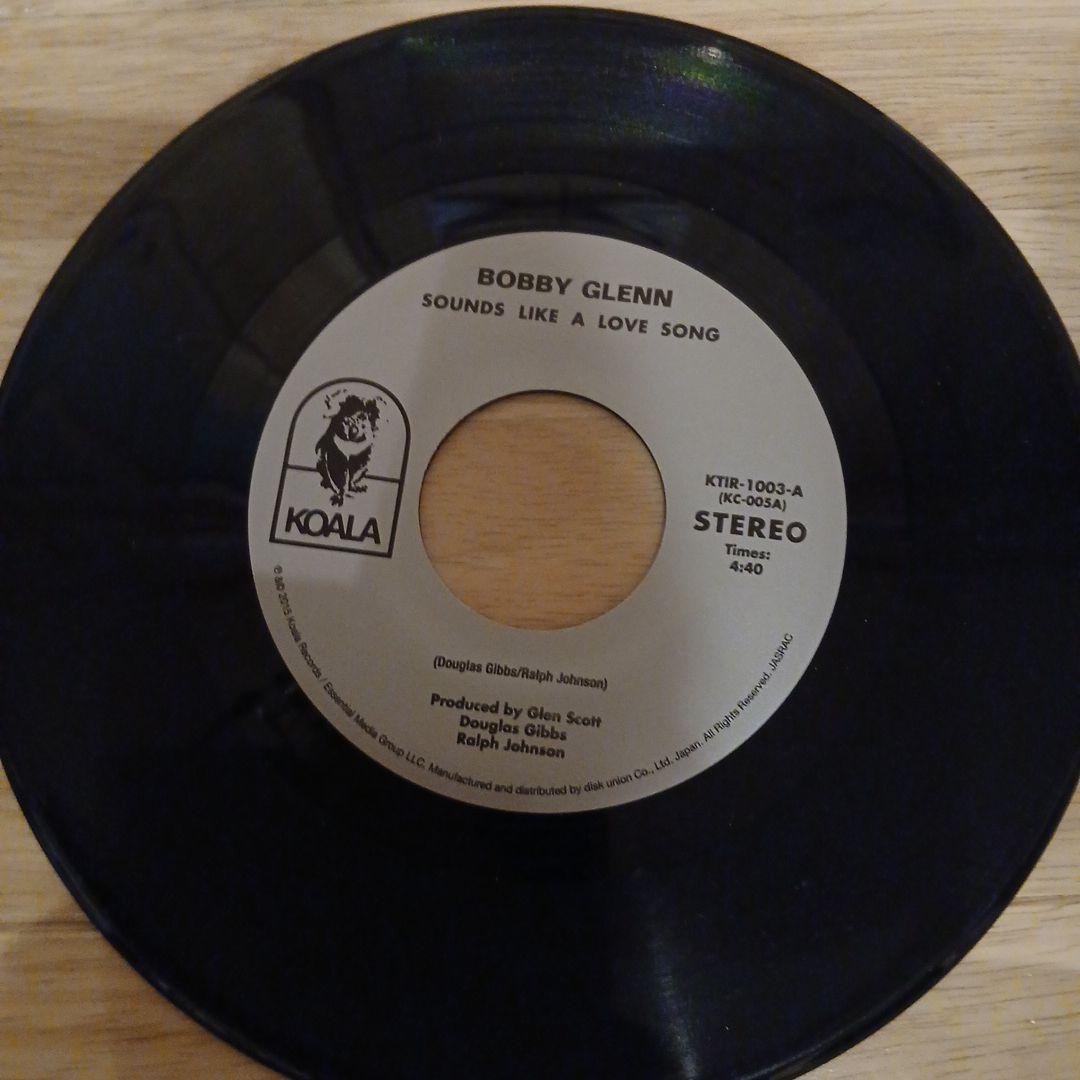 BOBBY GLENN
SOUNDS LIKE A LOVE SONG
KOALA
KTIR-1003-A
(KC-005A)
STEREO
Times:
4:40
(Douglas Gibbs/Ralph Johnson)
Produced by Glen Scott
Douglas Gibbs
Ralph Johnson
℗ &© 2015 Koala Records / Essential Media Group LLC. Manufactured and distributed by disk union Co., Ltd. Japan. All Rights Reserved. JASRAC